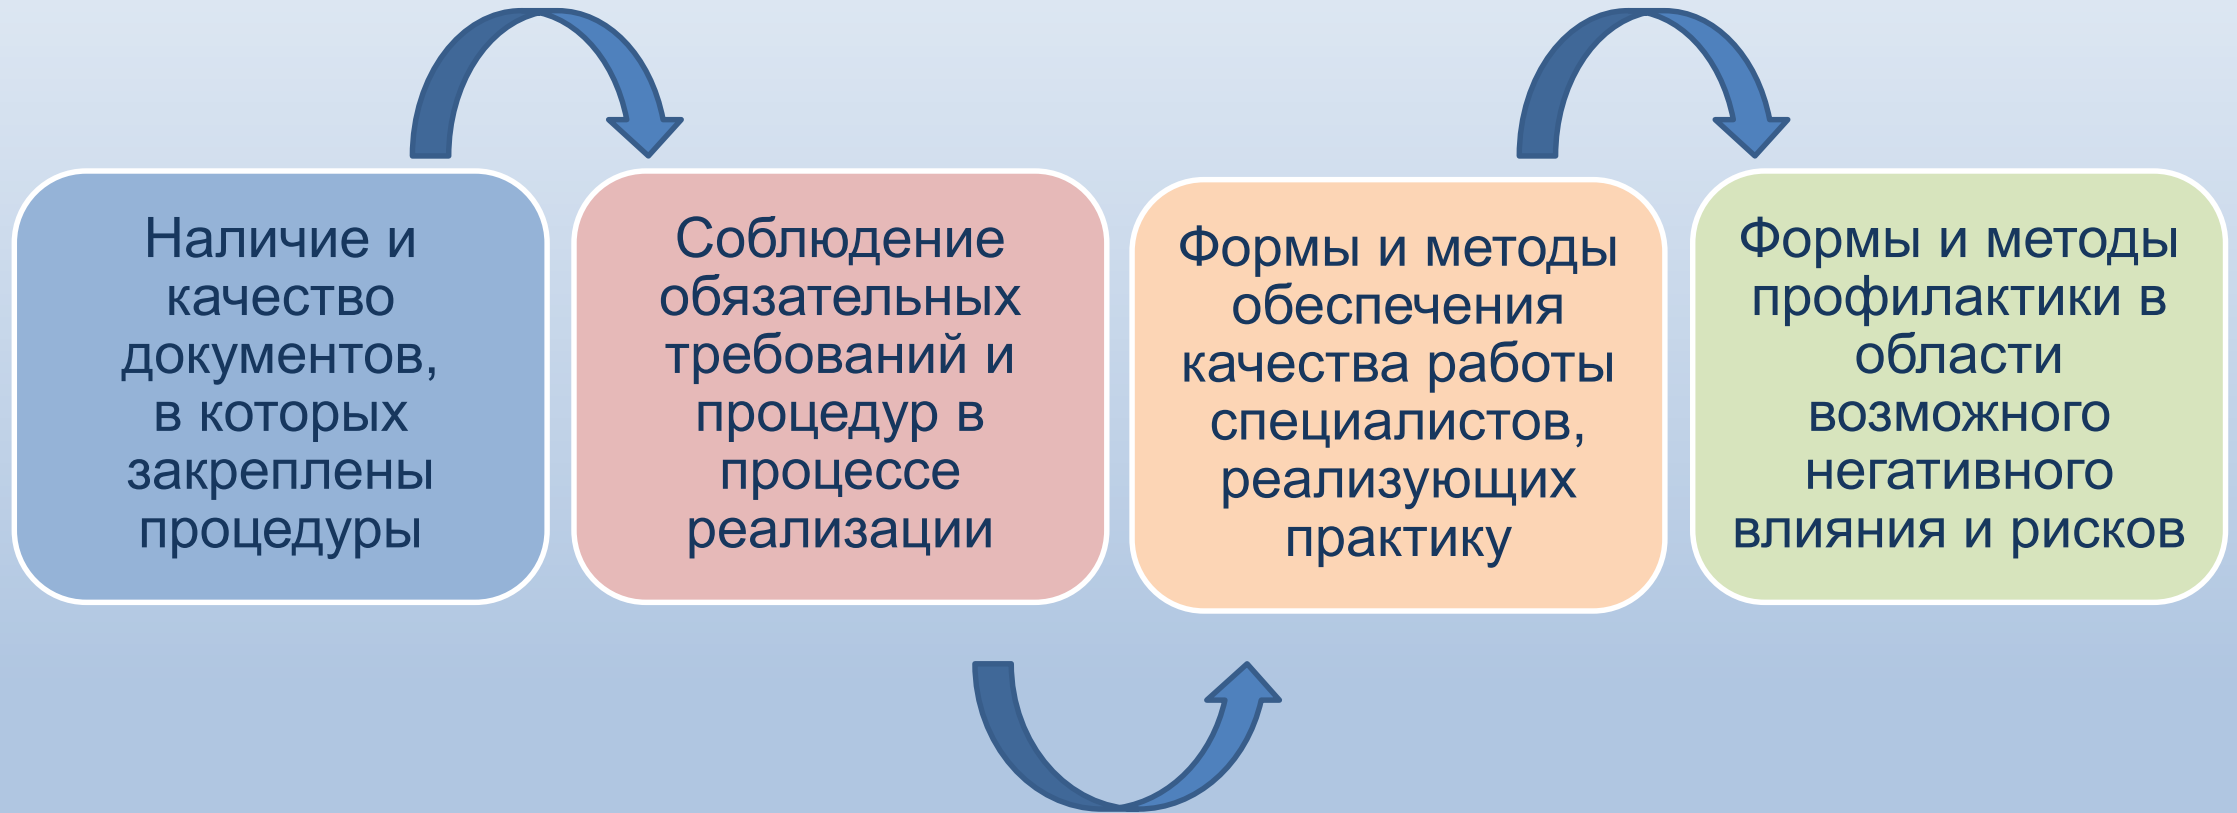 Наличие и
качество
документов,
в которых
закреплены
процедуры
Соблюдение
обязательных
требований и
процедур в
процессе
реализации
Формы и методы
обеспечения
качества работы
специалистов,
реализующих
практику
Формы и методы
профилактики в
области
возможного
негативного
влияния и рисков